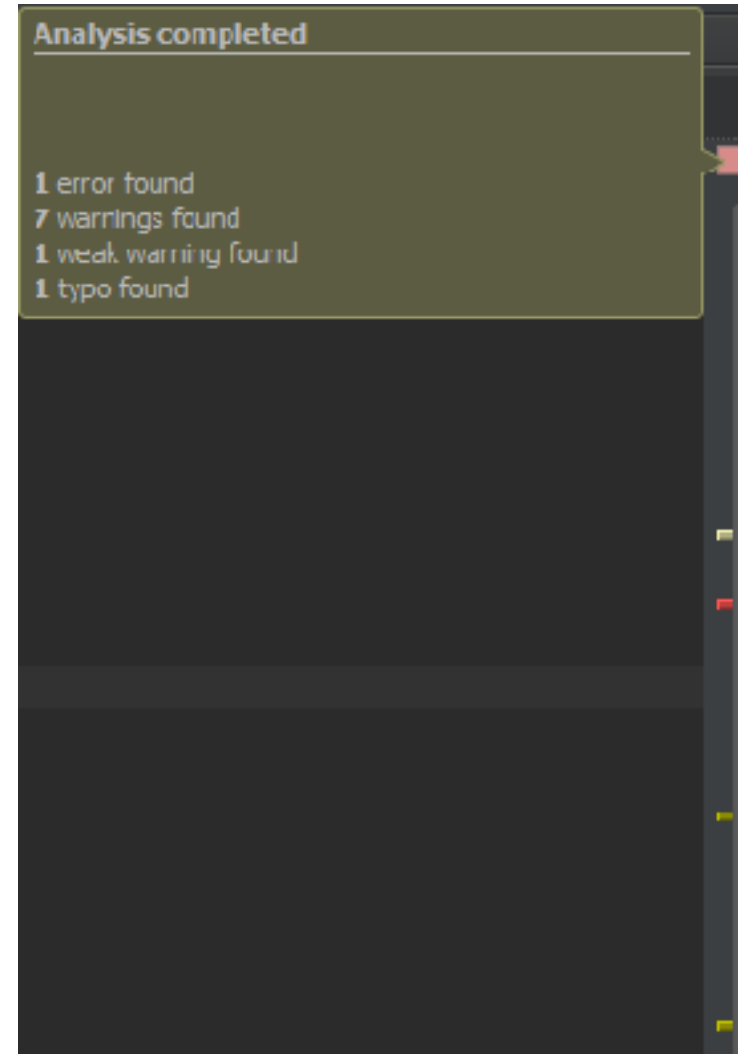 Analysis completed
1 error found
7 warnings found
1 weak warning found
1 typo found